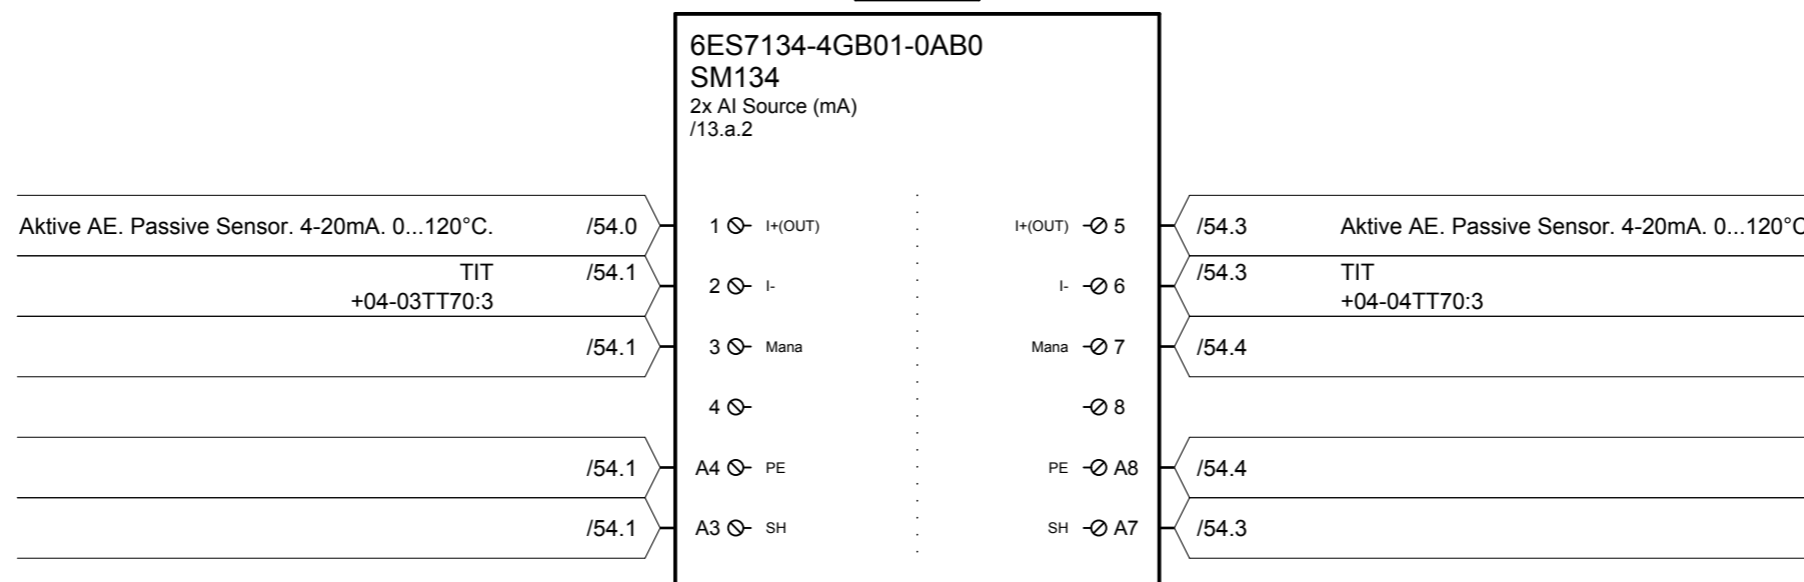 6ES7134-4GB01-0AB0
SM134
2x AI Source (mA)
/13.a.2
Aktive AE. Passive Sensor. 4-20mA. 0...120°C. /54.0 1 I+(OUT) I+(OUT) 5 /54.3 Aktive AE. Passive Sensor. 4-20mA. 0...120°C
TIT /54.1 2 I- I- 6 /54.3 TIT
+04-03TT70:3 +04-04TT70:3
/54.1 3 Mana Mana 7 /54.4
4 8
/54.1 A4 PE PE A8 /54.4
/54.1 A3 SH SH A7 /54.3